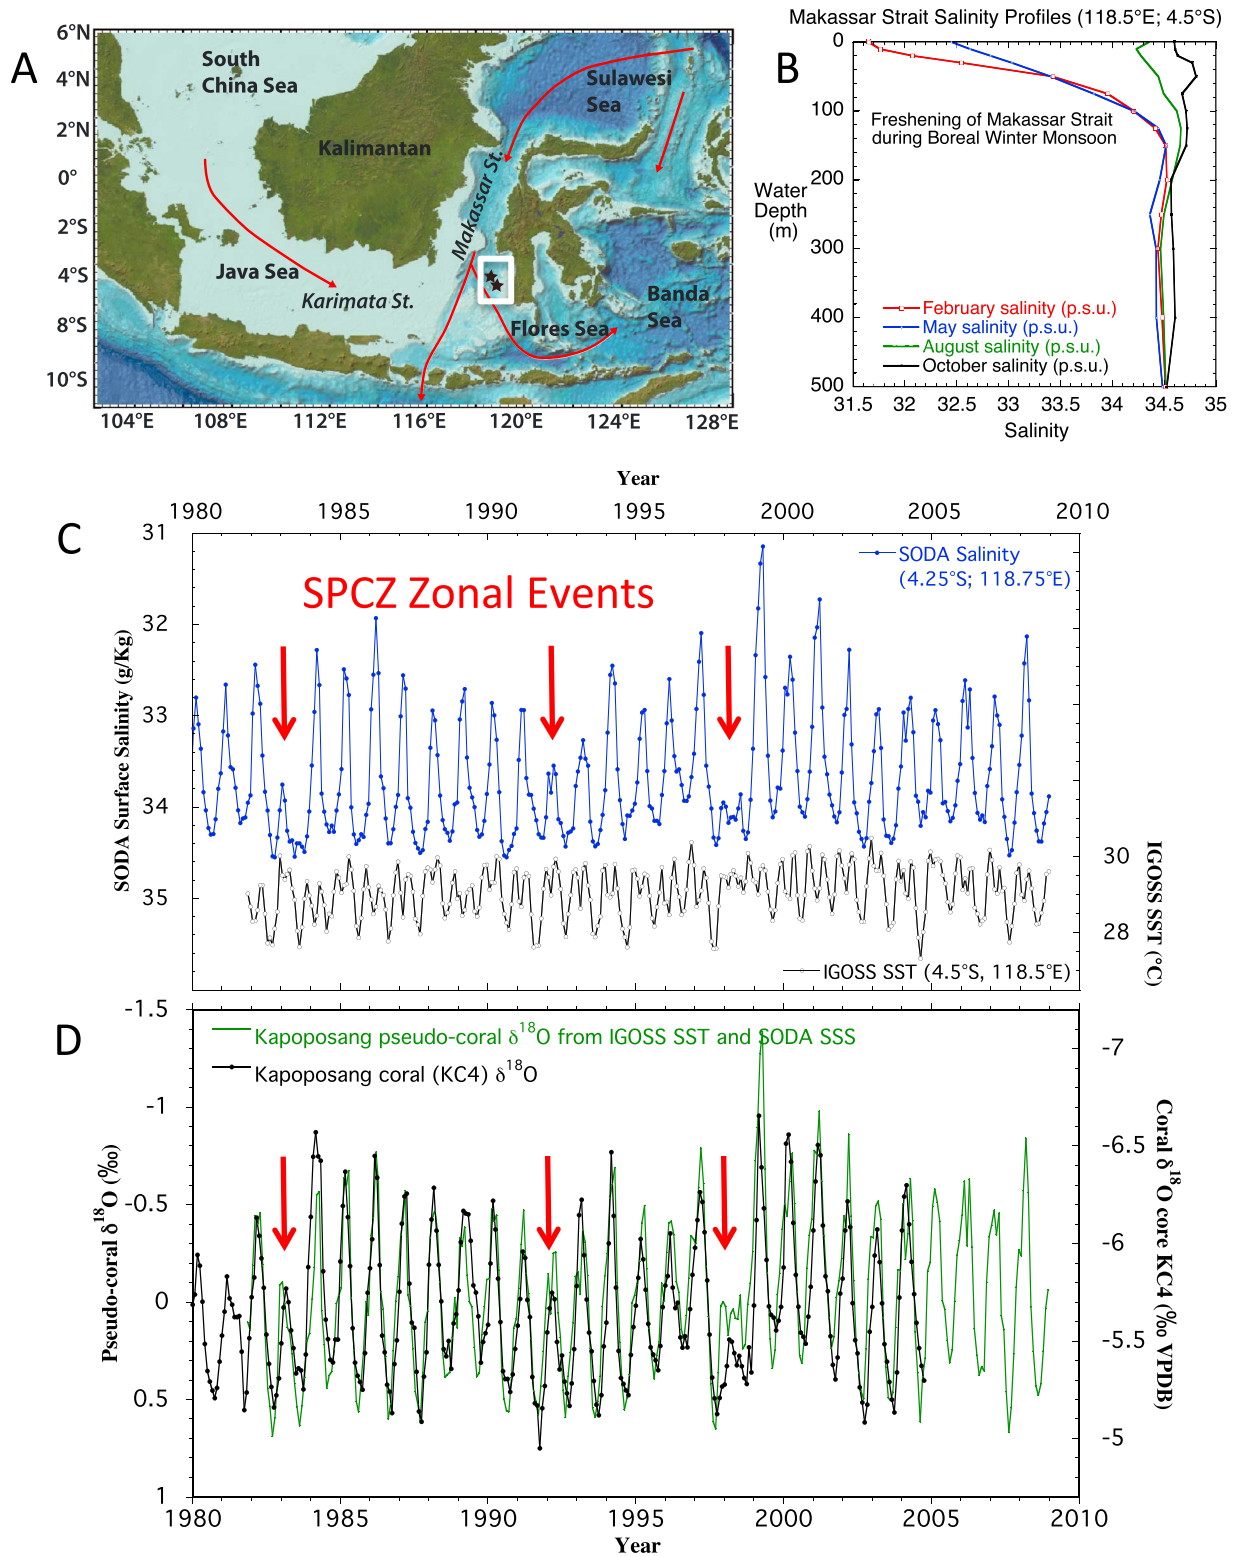 A
6°N
4°N
2°N
0°
2°S
4°S
8°S
10°S
104°E
108°E
112°E
116°E
120°E
124°E
128°E
South
China Sea
Kalimantan
Sulawesi
Sea
Makassar St.
Java Sea
Karimata St.
Flores Sea
Banda
Sea
Makassar Strait Salinity Profiles (118.5°E; 4.5°S)
B
0
100
200
300
400
500
Water
Depth
(m)
Freshening of Makassar Strait
during Boreal Winter Monsoon
February salinity (p.s.u.)
May salinity (p.s.u.)
August salinity (p.s.u.)
October salinity (p.s.u.)
31.5 32 32.5 33 33.5 34 34.5 35
Salinity
Year
1980 1985 1990 1995 2000 2005 2010
C
31
32
33
34
35
SODA Surface Salinity (g/Kg)
SPCZ Zonal Events
SODA Salinity
(4.25°S; 118.75°E)
30
28
IGOSS SST (°C)
IGOSS SST (4.5°S, 118.5°E)
D
-1.5
-1
-0.5
0
0.5
1
Pseudo-coral δ18O (‰)
Kapoposang pseudo-coral δ18O from IGOSS SST and SODA SSS
Kapoposang coral (KC4) δ18O
-7
-6.5
-6
-5.5
-5
Coral δ18O core KC4 (‰ VPDB)
1980 1985 1990 1995 2000 2005 2010
Year